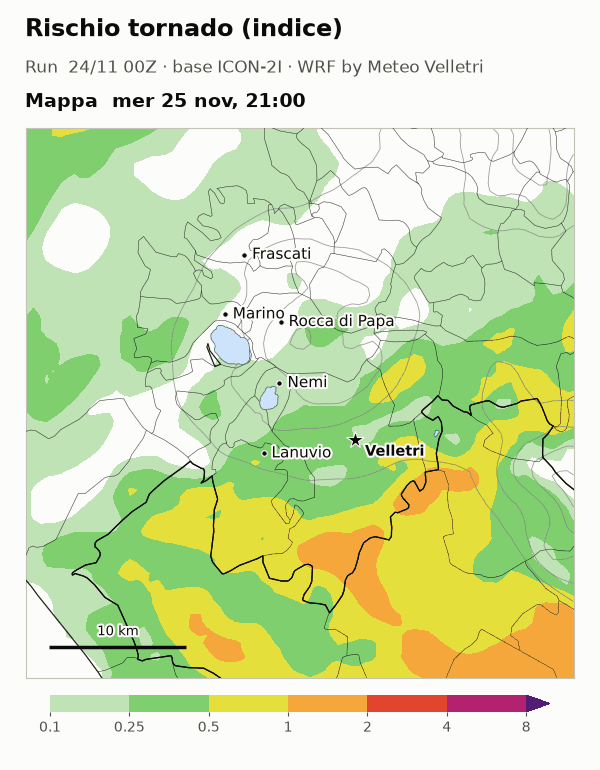 Rischio tornado (indice)
Run  24/11 00Z · base ICON-2I · WRF by Meteo Velletri
Mappa  mer 25 nov, 21:00
Frascati
Marino
Rocca di Papa
Nemi
Velletri
Lanuvio
10 km
0.1 0.25 0.5 1 2 4 8